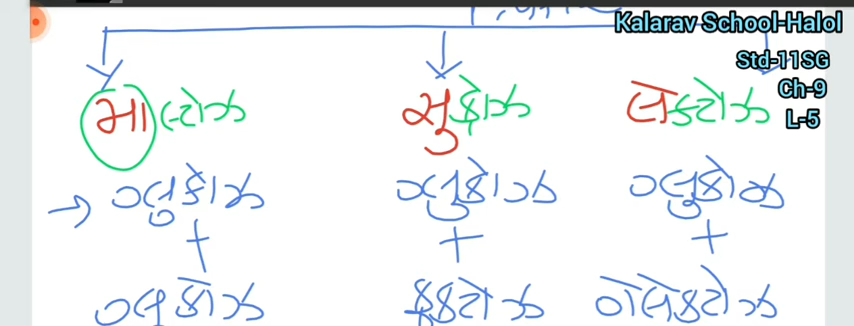 Kalarav School-Halol
Std-11SG
Ch-9
L-5
માલ્ટોઝ સુક્રોઝ લેક્ટોઝ
→ ગ્લુકોઝ ગ્લુકોઝ ગ્લુકોઝ
+ + +
ગ્લુકોઝ ફ્રુક્ટોઝ ગેલેક્ટોઝ